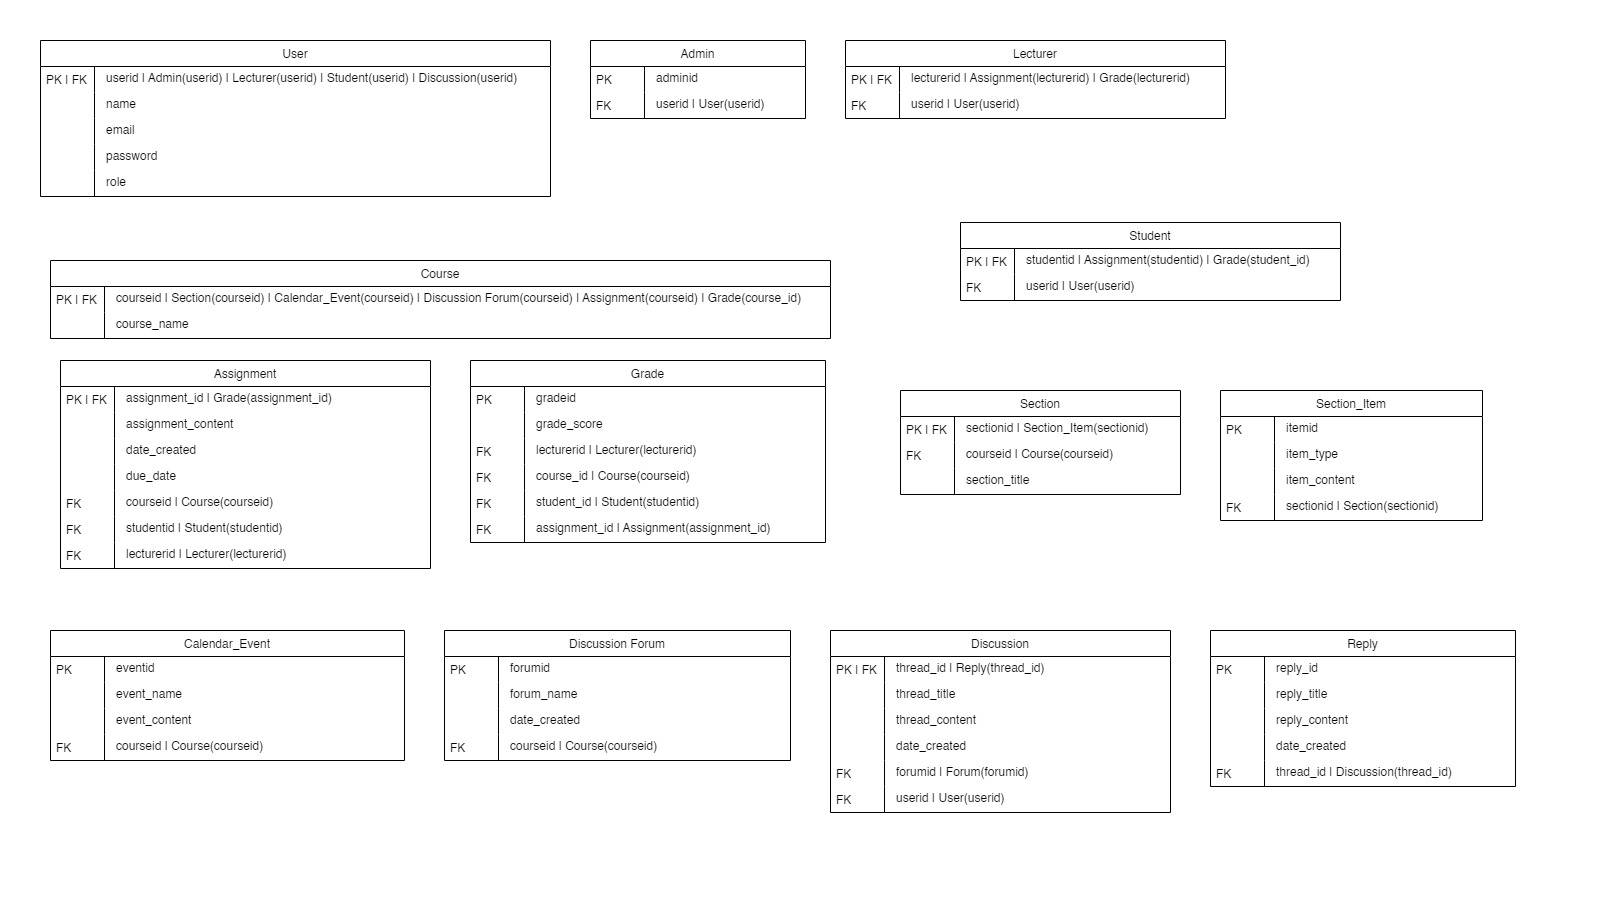 User
PK | FK userid | Admin(userid) | Lecturer(userid) | Student(userid) | Discussion(userid)
name
email
password
role
Admin
PK adminid
FK userid | User(userid)
Lecturer
PK | FK lecturerid | Assignment(lecturerid) | Grade(lecturerid)
FK userid | User(userid)
Student
PK | FK studentid | Assignment(studentid) | Grade(student_id)
FK userid | User(userid)
Course
PK | FK courseid | Section(courseid) | Calendar_Event(courseid) | Discussion Forum(courseid) | Assignment(courseid) | Grade(course_id)
course_name
Assignment
PK | FK assignment_id | Grade(assignment_id)
assignment_content
date_created
due_date
FK courseid | Course(courseid)
FK studentid | Student(studentid)
FK lecturerid | Lecturer(lecturerid)
Grade
PK gradeid
grade_score
FK lecturerid | Lecturer(lecturerid)
FK course_id | Course(courseid)
FK student_id | Student(studentid)
FK assignment_id | Assignment(assignment_id)
Section
PK | FK sectionid | Section_Item(sectionid)
FK courseid | Course(courseid)
section_title
Section_Item
PK itemid
item_type
item_content
FK sectionid | Section(sectionid)
Calendar_Event
PK eventid
event_name
event_content
FK courseid | Course(courseid)
Discussion Forum
PK forumid
forum_name
date_created
FK courseid | Course(courseid)
Discussion
PK | FK thread_id | Reply(thread_id)
thread_title
thread_content
date_created
FK forumid | Forum(forumid)
FK userid | User(userid)
Reply
PK reply_id
reply_title
reply_content
date_created
FK thread_id | Discussion(thread_id)